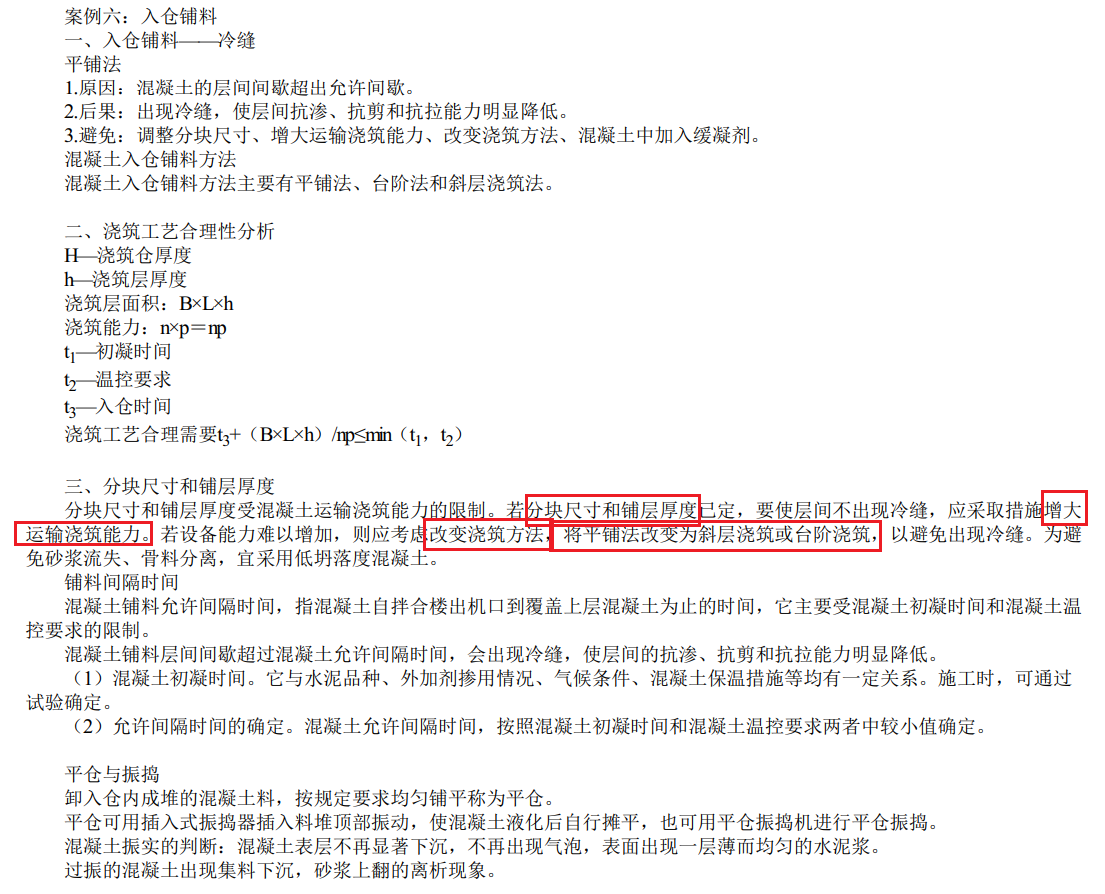 案例六：入仓铺料
一、入仓铺料——冷缝
平铺法
1.原因：混凝土的层间间歇超出允许间歇。
2.后果：出现冷缝，使层间抗渗、抗剪和抗拉能力明显降低。
3.避免：调整分块尺寸、增大运输浇筑能力、改变浇筑方法、混凝土中加入缓凝剂。
混凝土入仓铺料方法
混凝土入仓铺料方法主要有平铺法、台阶法和斜层浇筑法。
二、浇筑工艺合理性分析
H—浇筑仓厚度
h—浇筑层厚度
浇筑层面积：B×L×h
浇筑能力：n×p＝np
t₁—初凝时间
t₂—温控要求
t₃—入仓时间
浇筑工艺合理需要t₃+（B×L×h）/np≤min（t₁，t₂）
三、分块尺寸和铺层厚度
分块尺寸和铺层厚度受混凝土运输浇筑能力的限制。若分块尺寸和铺层厚度已定，要使层间不出现冷缝，应采取措施增大
运输浇筑能力。若设备能力难以增加，则应考虑改变浇筑方法，将平铺法改变为斜层浇筑或台阶浇筑，以避免出现冷缝。为避
免砂浆流失、骨料分离，宜采用低坍落度混凝土。
铺料间隔时间
混凝土铺料允许间隔时间，指混凝土自拌合楼出机口到覆盖上层混凝土为止的时间，它主要受混凝土初凝时间和混凝土温
控要求的限制。
混凝土铺料层间间歇超过混凝土允许间隔时间，会出现冷缝，使层间的抗渗、抗剪和抗拉能力明显降低。
（1）混凝土初凝时间。它与水泥品种、外加剂掺用情况、气候条件、混凝土保温措施等均有一定关系。施工时，可通过
试验确定。
（2）允许间隔时间的确定。混凝土允许间隔时间，按照混凝土初凝时间和混凝土温控要求两者中较小值确定。
平仓与振捣
卸入仓内成堆的混凝土料，按规定要求均匀铺平称为平仓。
平仓可用插入式振捣器插入料堆顶部振动，使混凝土液化后自行摊平，也可用平仓振捣机进行平仓振捣。
混凝土振实的判断：混凝土表层不再显著下沉，不再出现气泡，表面出现一层薄而均匀的水泥浆。
过振的混凝土出现集料下沉，砂浆上翻的离析现象。